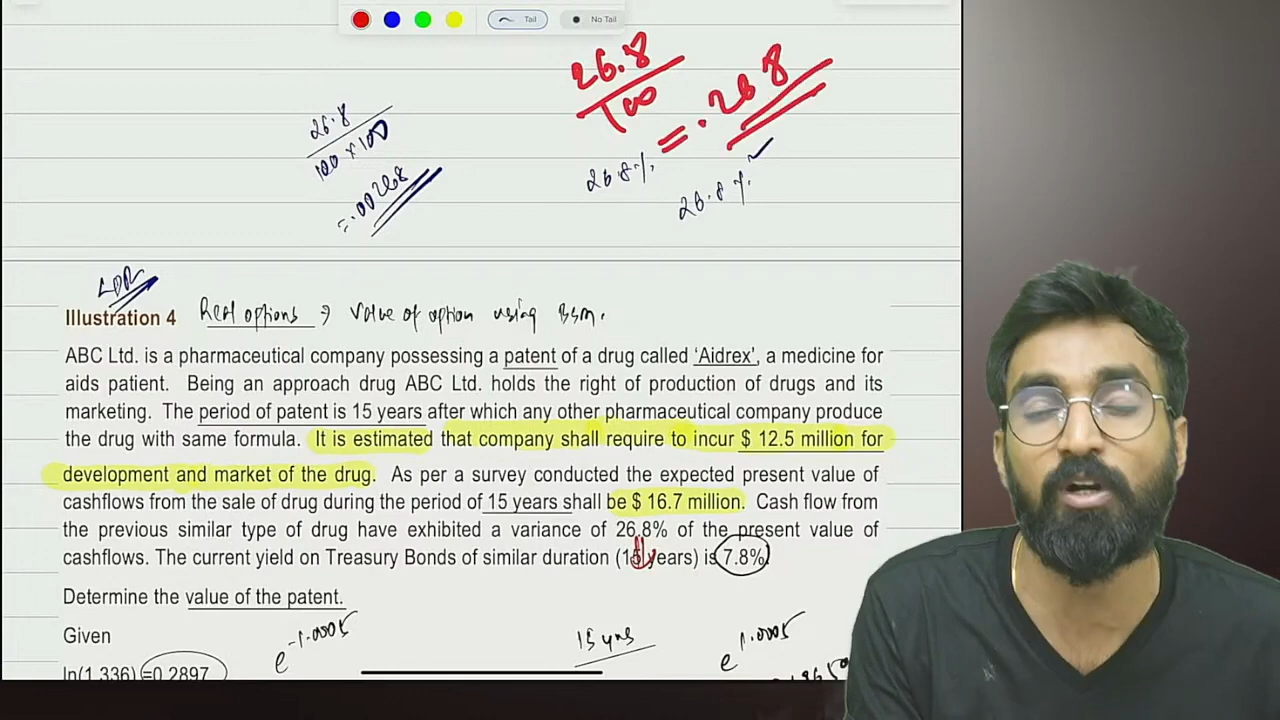 Tail No Tail
26.8
100
= .268
26.8
100 × 100
= .00268
26.8%
26.8%
LDR
Illustration 4 Real options → Value of option using BSM.
ABC Ltd. is a pharmaceutical company possessing a patent of a drug called ‘Aidrex’, a medicine for
aids patient. Being an approach drug ABC Ltd. holds the right of production of drugs and its
marketing. The period of patent is 15 years after which any other pharmaceutical company produce
the drug with same formula. It is estimated that company shall require to incur $ 12.5 million for
development and market of the drug. As per a survey conducted the expected present value of
cashflows from the sale of drug during the period of 15 years shall be $ 16.7 million. Cash flow from
the previous similar type of drug have exhibited a variance of 26.8% of the present value of
cashflows. The current yield on Treasury Bonds of similar duration (15 years) is 7.8%.
Determine the value of the patent.
Given
e^-1.0005 15 yrs e^1.0005
ln(1.336) =0.2897